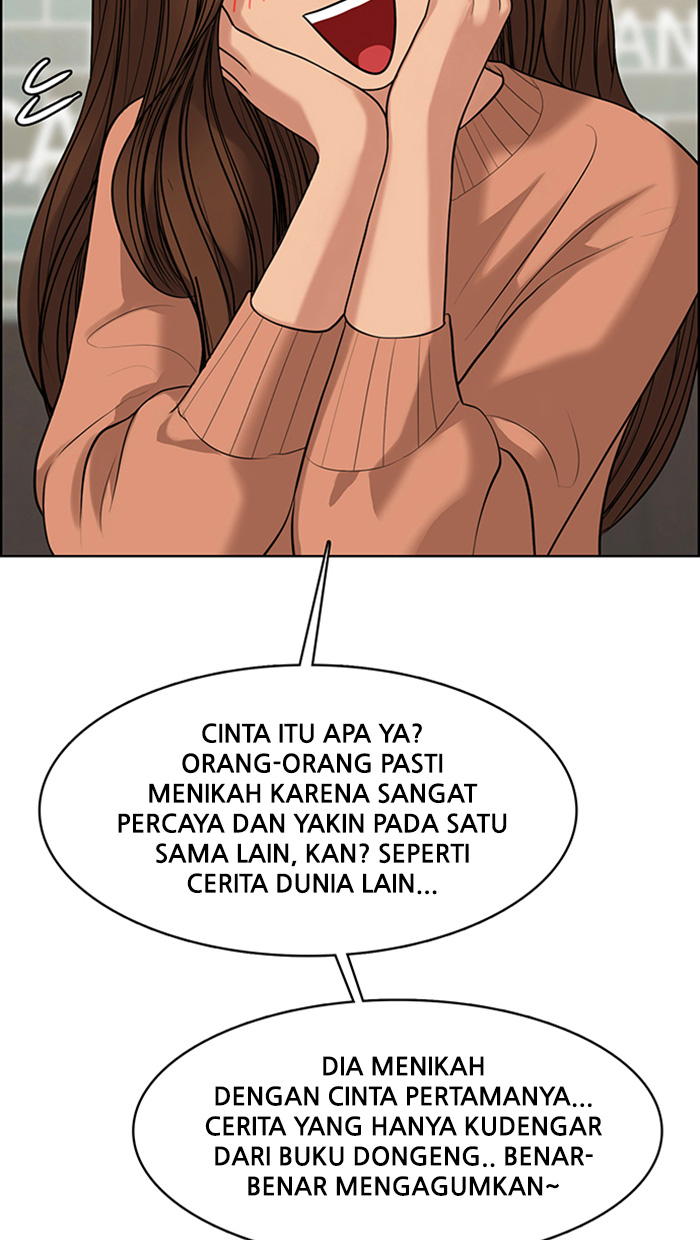 CINTA ITU APA YA?
ORANG-ORANG PASTI
MENIKAH KARENA SANGAT
PERCAYA DAN YAKIN PADA SATU
SAMA LAIN, KAN? SEPERTI
CERITA DUNIA LAIN...
DIA MENIKAH
DENGAN CINTA PERTAMANYA...
CERITA YANG HANYA KUDENGAR
DARI BUKU DONGENG.. BENAR-
BENAR MENGAGUMKAN~